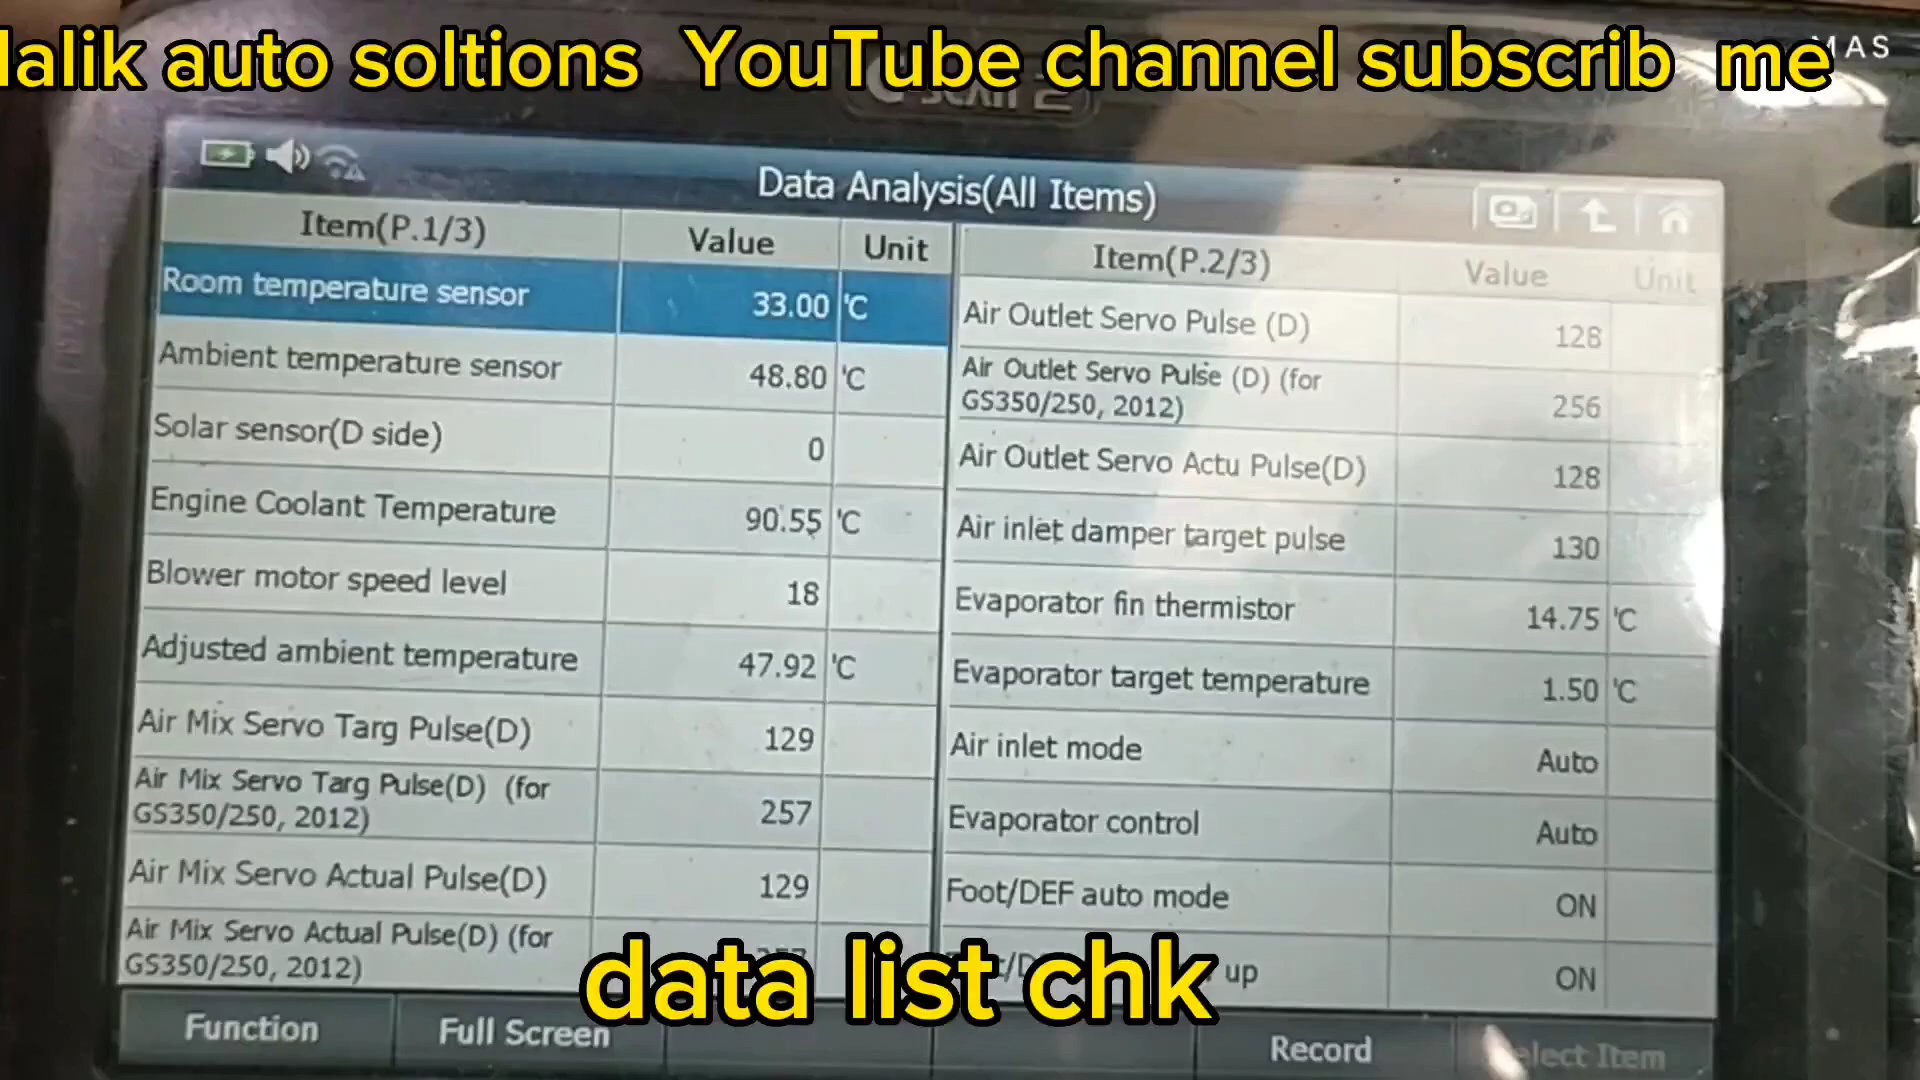 lalik auto soltions YouTube channel subscrib me
MAS
Data Analysis(All Items)
Item(P.1/3) Value Unit
Room temperature sensor 33.00 °C
Ambient temperature sensor 48.80 °C
Solar sensor(D side) 0
Engine Coolant Temperature 90.55 °C
Blower motor speed level 18
Adjusted ambient temperature 47.92 °C
Air Mix Servo Targ Pulse(D) 129
Air Mix Servo Targ Pulse(D) (for
GS350/250, 2012) 257
Air Mix Servo Actual Pulse(D) 129
Air Mix Servo Actual Pulse(D) (for
GS350/250, 2012)
Item(P.2/3) Value Unit
Air Outlet Servo Pulse (D) 128
Air Outlet Servo Pulse (D) (for
GS350/250, 2012) 256
Air Outlet Servo Actu Pulse(D) 128
Air inlet damper target pulse 130
Evaporator fin thermistor 14.75 °C
Evaporator target temperature 1.50 °C
Air inlet mode Auto
Evaporator control Auto
Foot/DEF auto mode ON
up ON
data list chk
Function Full Screen Record Item